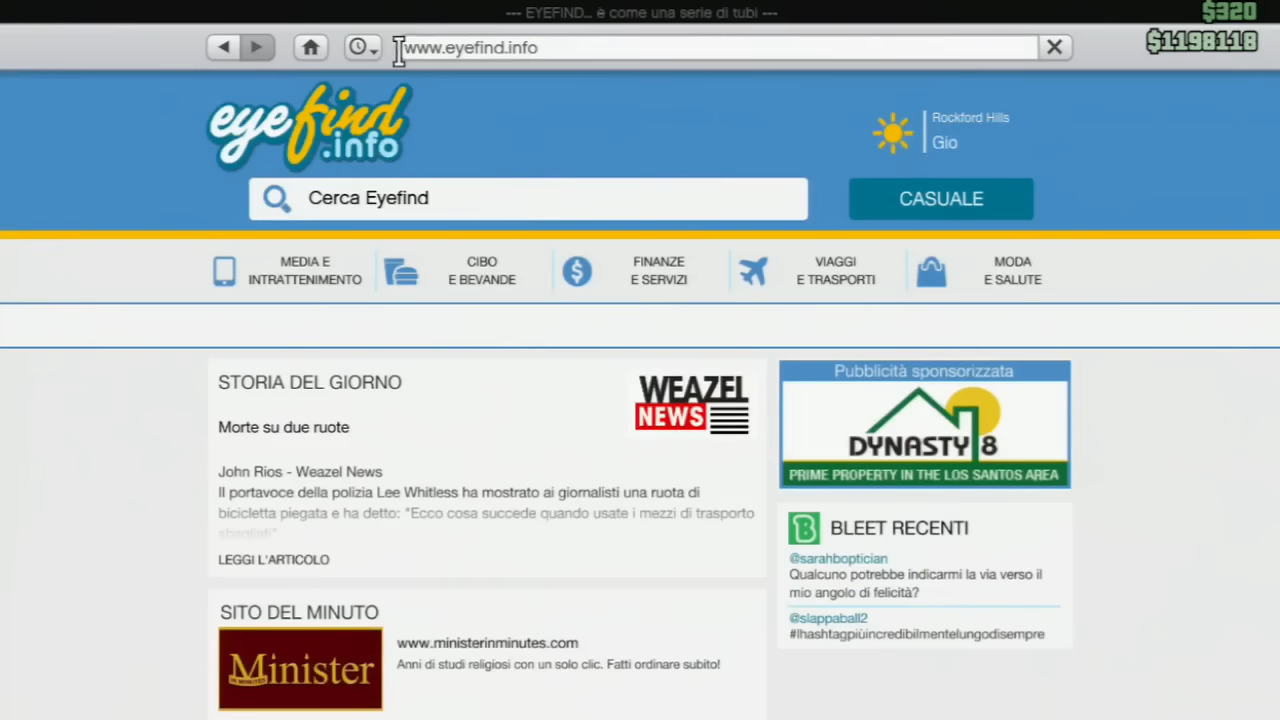 --- EYEFIND... è come una serie di tubi ---
$320
www.eyefind.info
$1198118
eyefind.info
Rockford Hills
Gio
Cerca Eyefind
CASUALE
MEDIA E INTRATTENIMENTO
CIBO E BEVANDE
FINANZE E SERVIZI
VIAGGI E TRASPORTI
MODA E SALUTE
STORIA DEL GIORNO
WEAZEL NEWS
Morte su due ruote
John Rios - Weazel News
Il portavoce della polizia Lee Whitless ha mostrato ai giornalisti una ruota di
bicicletta piegata e ha detto: "Ecco cosa succede quando usate i mezzi di trasporto
sbagliati"
LEGGI L'ARTICOLO
Pubblicità sponsorizzata
DYNASTY 8
PRIME PROPERTY IN THE LOS SANTOS AREA
BLEET RECENTI
@sarahboptician
Qualcuno potrebbe indicarmi la via verso il
mio angolo di felicità?
@slappaball2
#lhashtagpiùincredibilmentelungodisempre
SITO DEL MINUTO
Minister
IN MINUTES
www.ministerinminutes.com
Anni di studi religiosi con un solo clic. Fatti ordinare subito!